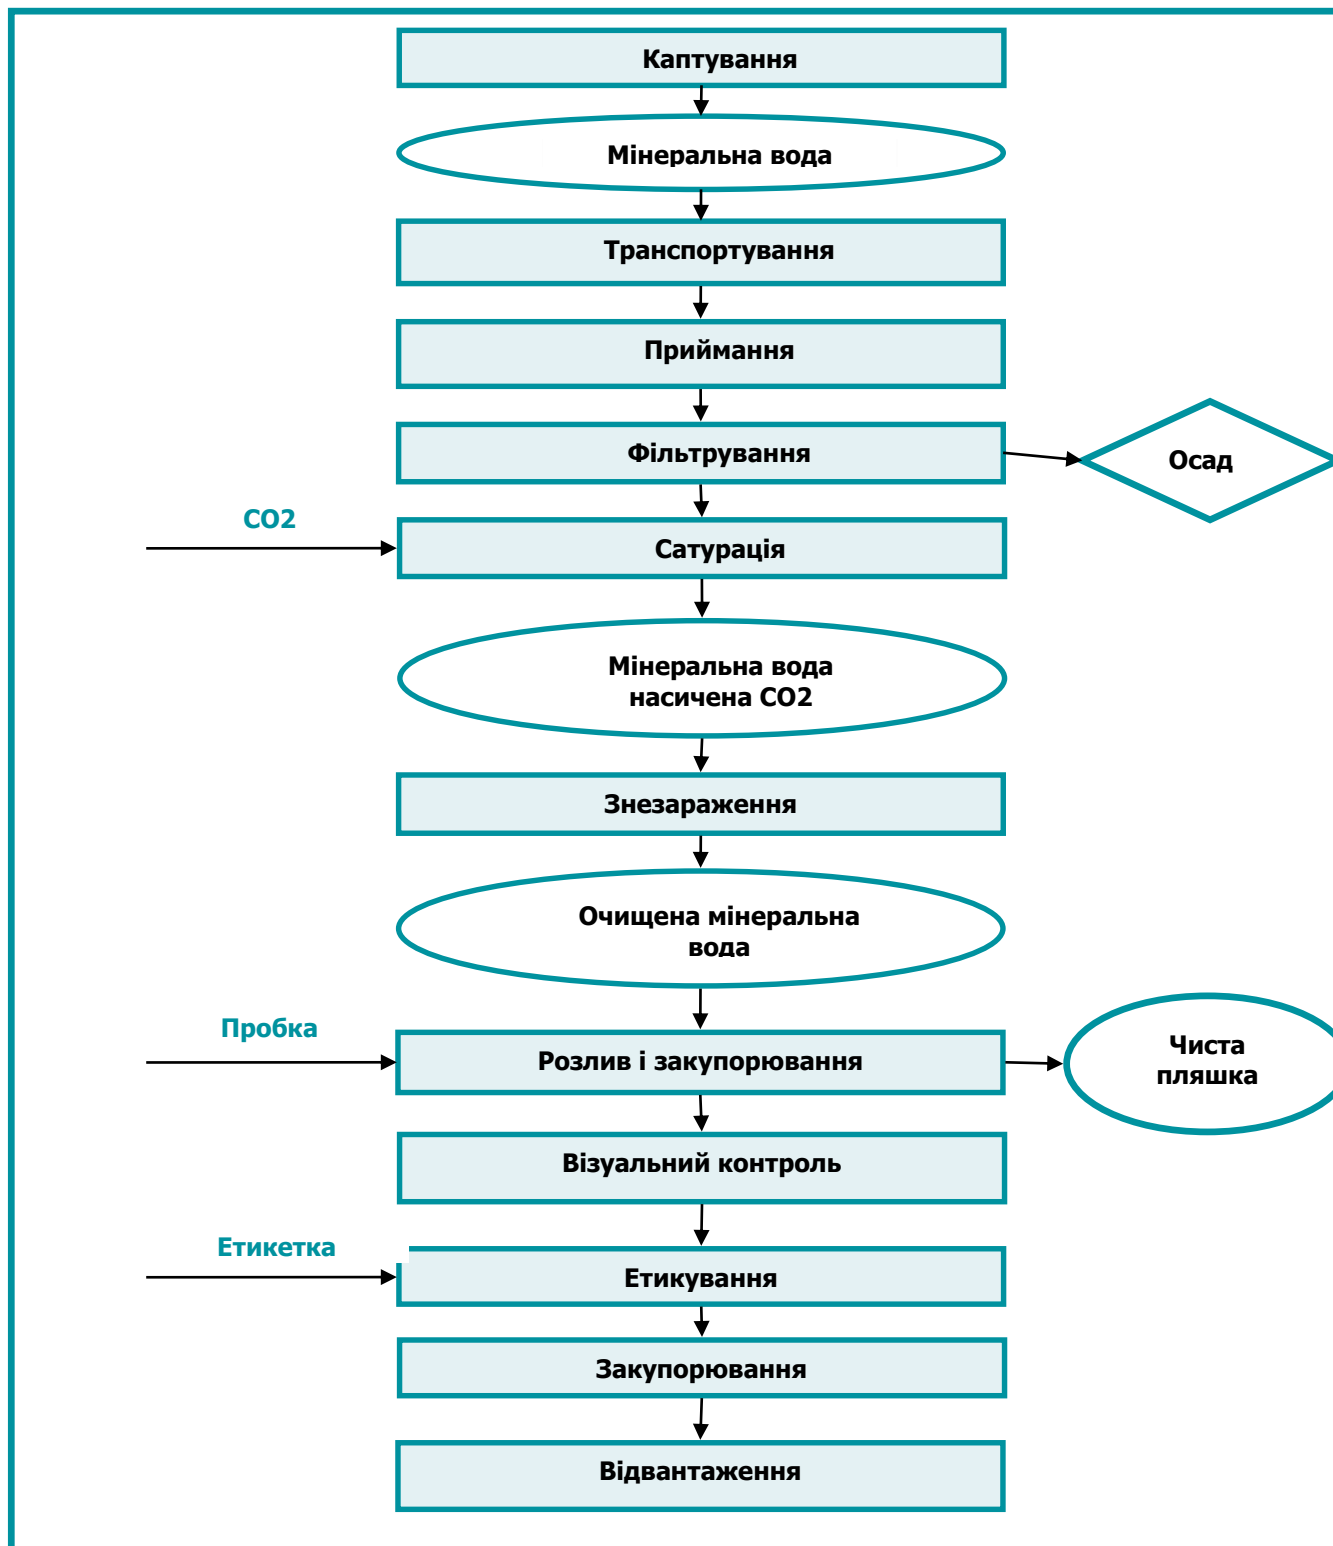 Каптування
Мінеральна вода
Транспортування
Приймання
Фільтрування
Осад
CO2
Сатурація
Мінеральна вода
насичена CO2
Знезараження
Очищена мінеральна
вода
Пробка
Розлив і закупорювання
Чиста
пляшка
Візуальний контроль
Етикетка
Етикування
Закупорювання
Відвантаження